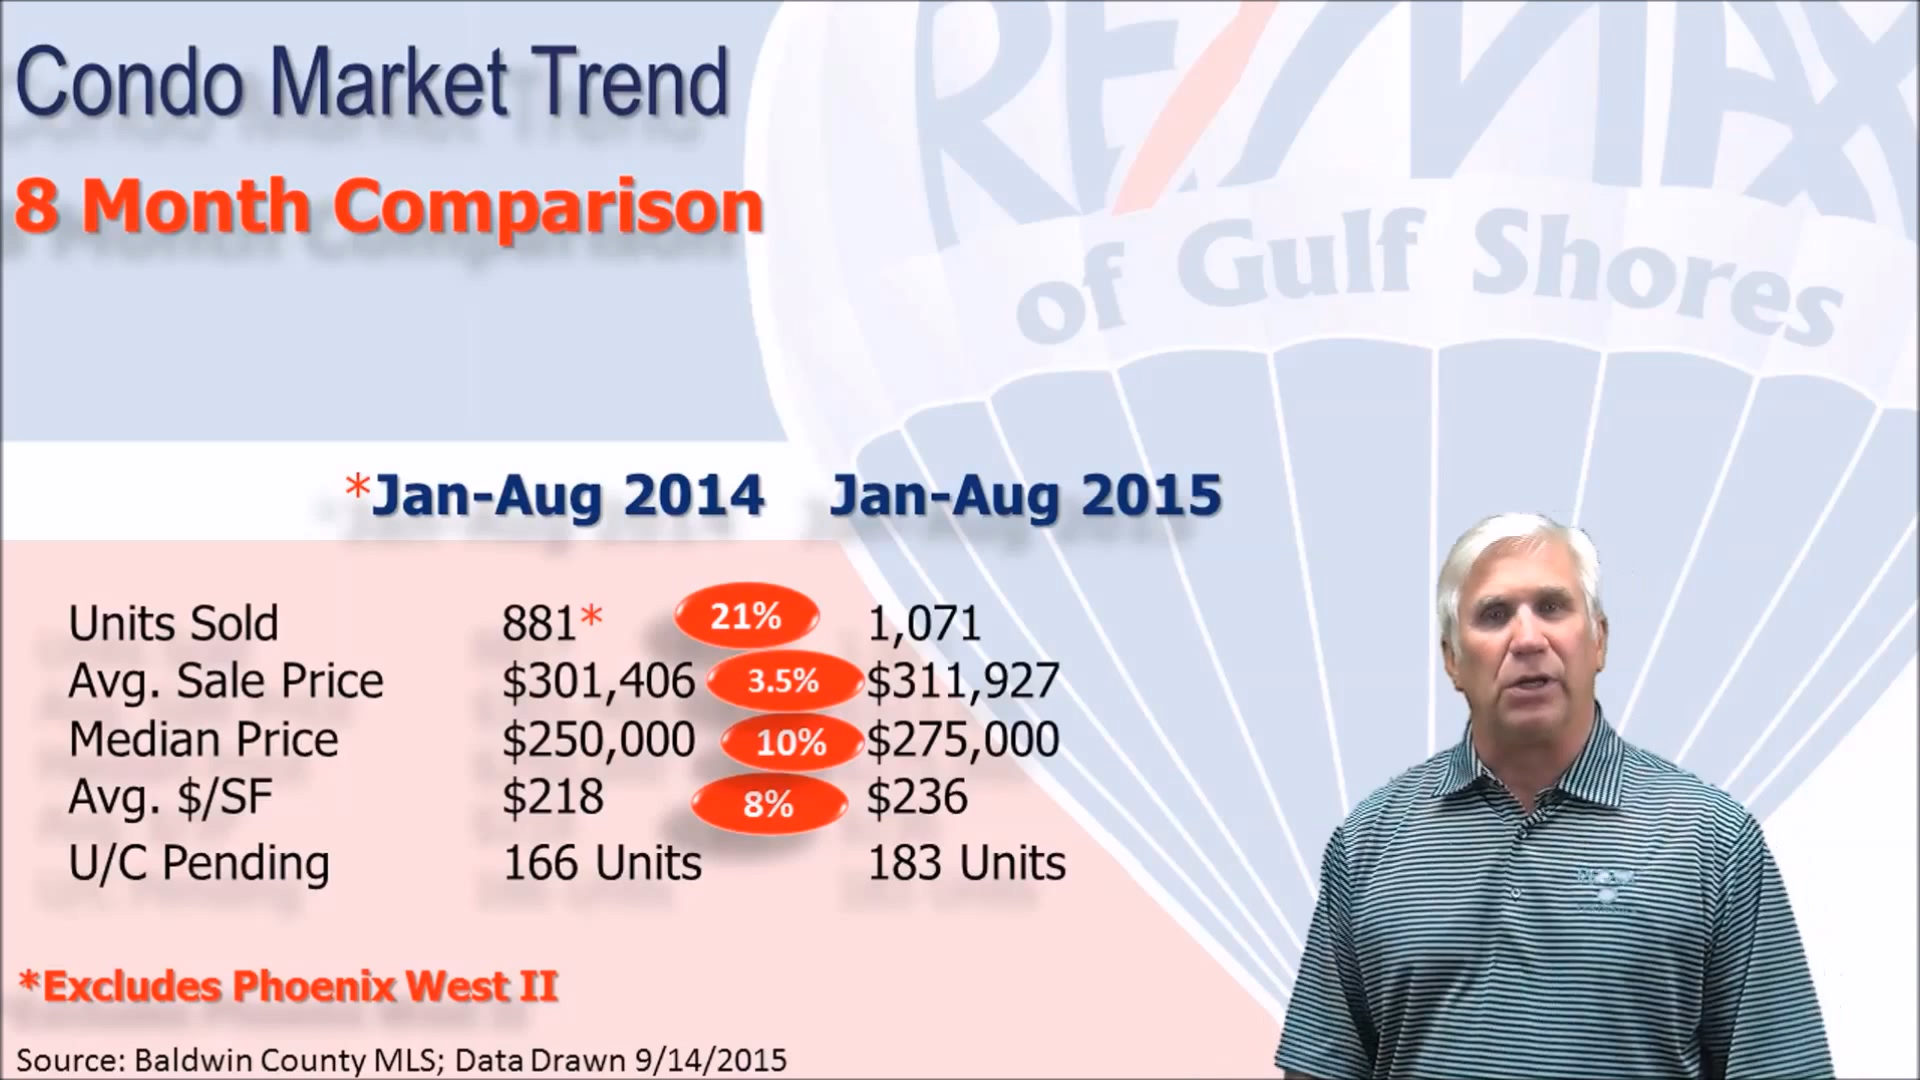 Condo Market Trend
RE/MAX
8 Month Comparison
of Gulf Shores
*Jan-Aug 2014 Jan-Aug 2015
Units Sold 881* 21% 1,071
Avg. Sale Price $301,406 3.5% $311,927
Median Price $250,000 10% $275,000
Avg. $/SF $218 8% $236
U/C Pending 166 Units 183 Units
*Excludes Phoenix West II
Source: Baldwin County MLS; Data Drawn 9/14/2015